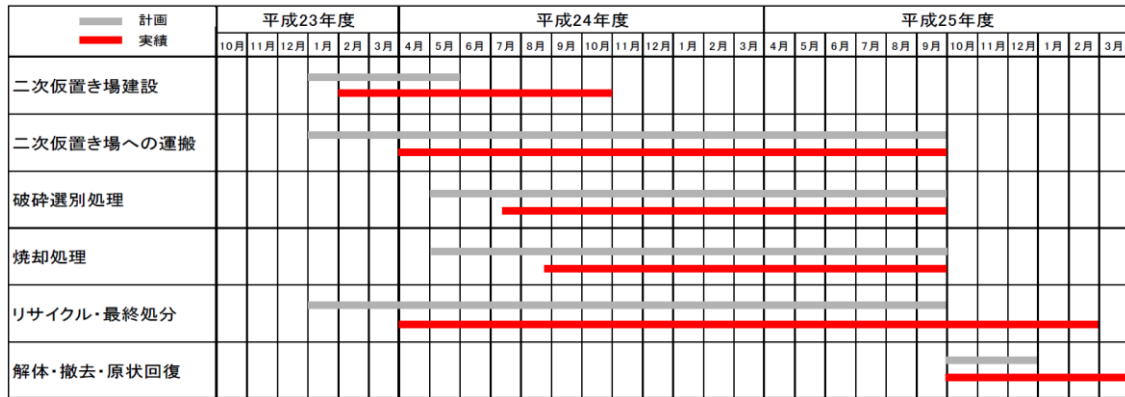 計画
実績
平成23年度 平成24年度 平成25年度
10月 11月 12月 1月 2月 3月 4月 5月 6月 7月 8月 9月 10月 11月 12月 1月 2月 3月 4月 5月 6月 7月 8月 9月 10月 11月 12月 1月 2月 3月
二次仮置き場建設
二次仮置き場への運搬
破砕選別処理
焼却処理
リサイクル・最終処分
解体・撤去・原状回復